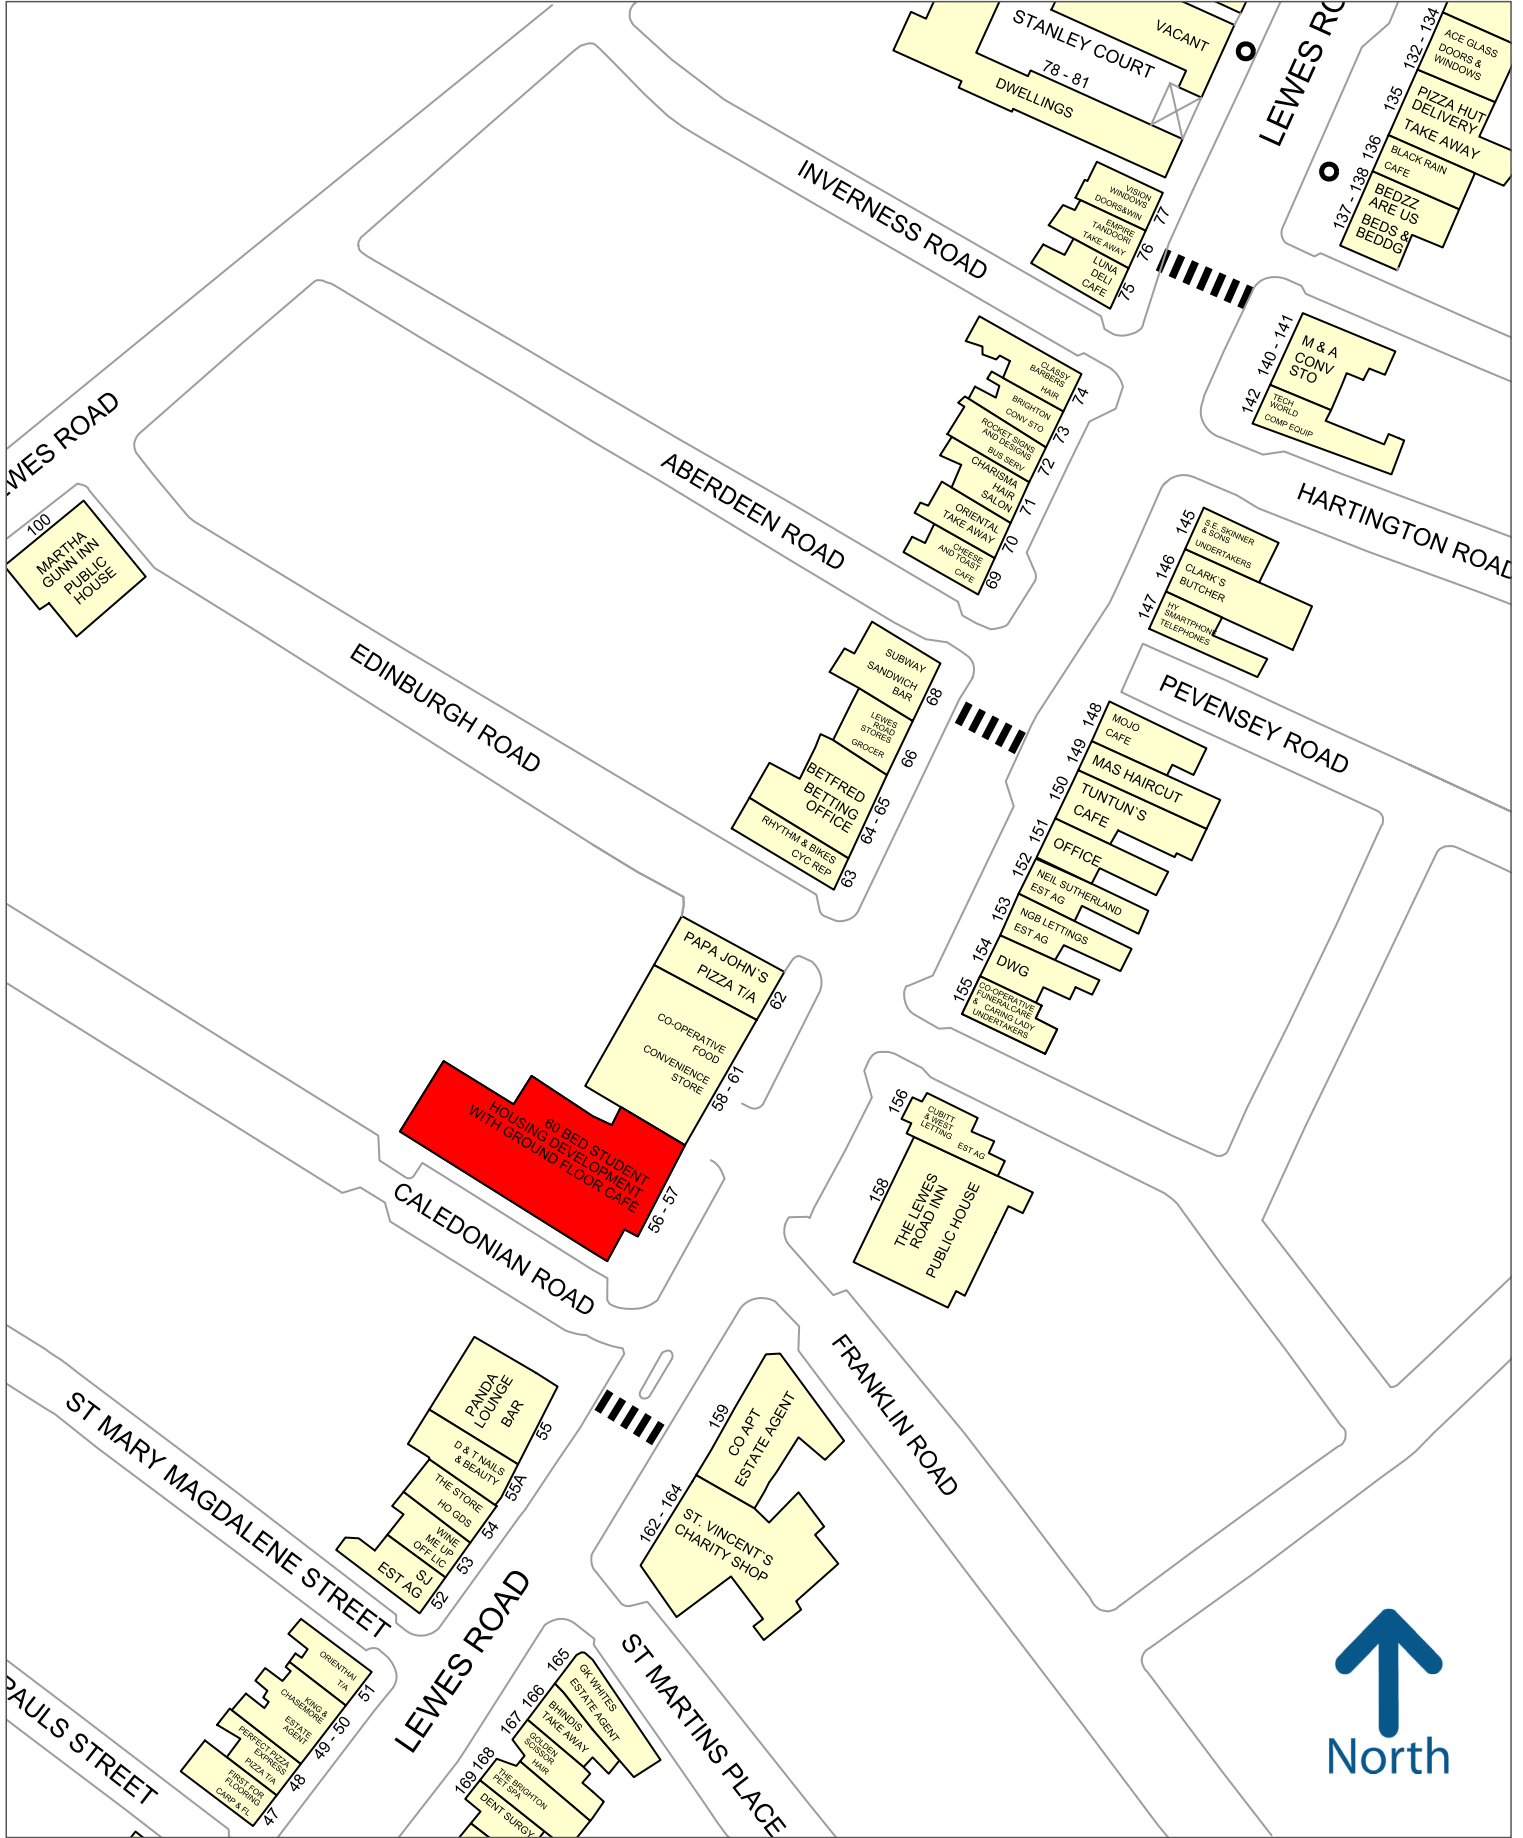 STANLEY COURT
VACANT
78 - 81
DWELLINGS
LEWES RO
132 - 134
ACE GLASS
DOORS &
WINDOWS
135
PIZZA HUT
DELIVERY
TAKE AWAY
136
BLACK RAIN
CAFE
137 - 138
BEDZZ
ARE US
BEDS &
BEDDG
INVERNESS ROAD
VISION
WINDOWS
DOORS&WIN
77
EMPIRE
TANDOORI
TAKE AWAY
76
LUNA
DELI
CAFE
75
140 - 141
M & A
CONV
STO
142
TECH
WORLD
COMP EQUIP
CLASSY
BARBERS
HAIR
74
BRIGHTON
CONV STO
73
ROCKET SIGNS
AND DESIGNS
BUS SERV
72
CHARISMA
HAIR
SALON
71
ORIENTAL
TAKE AWAY
70
CHEESE
AND TOAST
CAFE
69
EWES ROAD
100
MARTHA
GUNN INN
PUBLIC
HOUSE
ABERDEEN ROAD
HARTINGTON ROAD
145
S.E. SKINNER
& SONS
UNDERTAKERS
146
CLARK`S
BUTCHER
147
HY
SMARTPHON
TELEPHONES
EDINBURGH ROAD
SUBWAY
SANDWICH
BAR
68
LEWES
ROAD
STORES
GROCER
66
BETFRED
BETTING
OFFICE
64 - 65
RHYTHM & BIKES
CYC REP
63
PEVENSEY ROAD
148
MOJO
CAFE
149
MAS HAIRCUT
150
TUNTUN`S
CAFE
151
OFFICE
152
NEIL SUTHERLAND
EST AG
153
NGB LETTINGS
EST AG
154
DWG
155
CO-OPERATIVE
FUNERALCARE
& CARING LADY
UNDERTAKERS
PAPA JOHN`S
PIZZA T/A
62
CO-OPERATIVE
FOOD
CONVENIENCE
STORE
58 - 61
60 BED STUDENT
HOUSING DEVELOPMENT
WITH GROUND FLOOR CAFÉ
56 - 57
156
CUBITT
& WEST
LETTING
EST AG
158
THE LEWES
ROAD INN
PUBLIC HOUSE
CALEDONIAN ROAD
FRANKLIN ROAD
PANDA
LOUNGE
BAR
55
D & T NAILS
& BEAUTY
55A
THE STORE
HO GDS
54
WINE
ME UP
OFF LIC
53
SJ
EST AG
52
159
CO APT
ESTATE AGENT
162 - 164
ST. VINCENT`S
CHARITY SHOP
ST MARY MAGDALENE STREET
LEWES ROAD
ORIENTHAI
T/A
51
KING &
CHASEMORE
ESTATE
AGENT
49 - 50
PERFECT PIZZA
EXPRESS
PIZZA T/A
48
FIRST FOR
FLOORING
CARP & FL
47
PAULS STREET
165
GK WHITES
ESTATE AGENT
166
BHINDIS
TAKE AWAY
167
GOLDEN
SCISSOR
HAIR
168
THE BRIGHTON
PET SPA
169
DENT SURGY
ST MARTINS PLACE
North